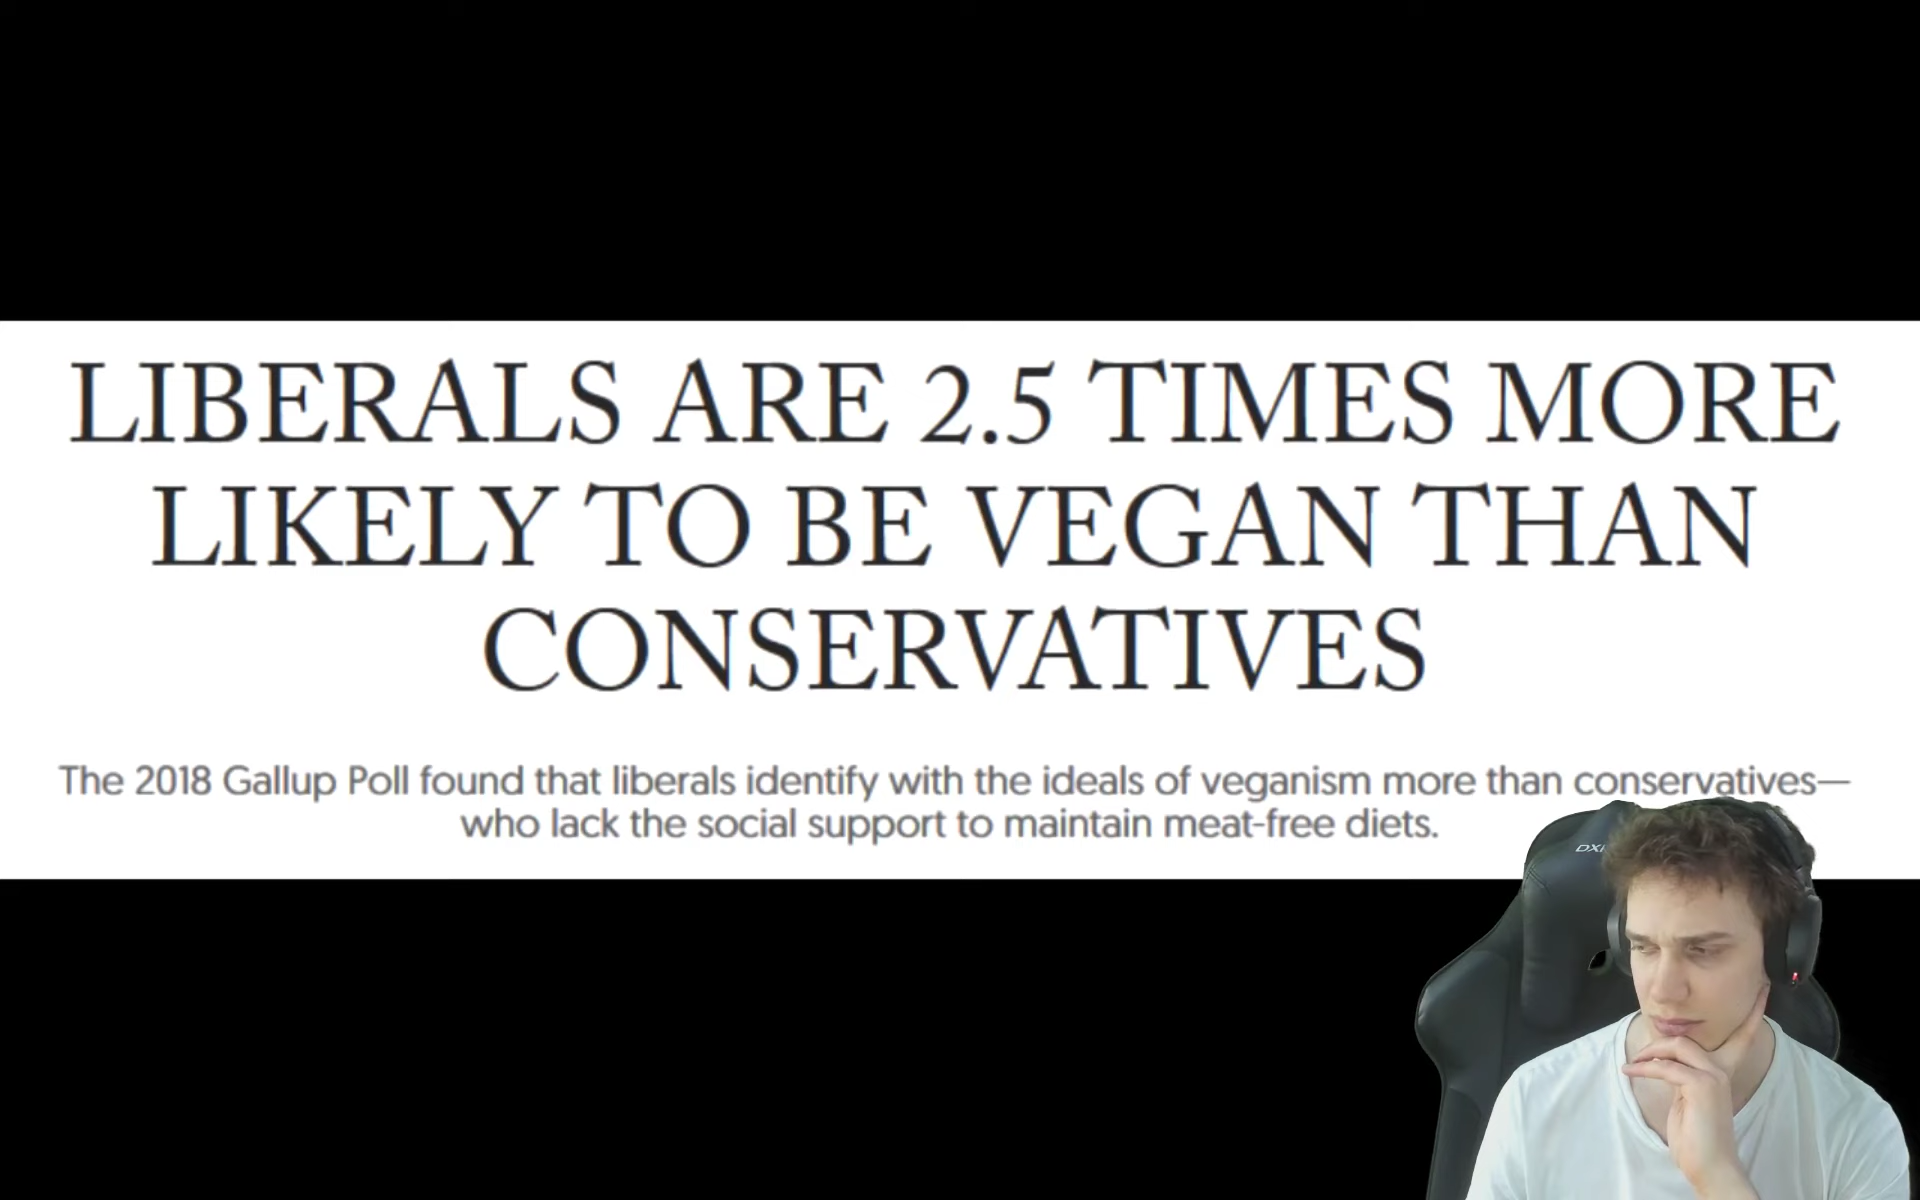 LIBERALS ARE 2.5 TIMES MORE
LIKELY TO BE VEGAN THAN
CONSERVATIVES
The 2018 Gallup Poll found that liberals identify with the ideals of veganism more than conservatives—
who lack the social support to maintain meat-free diets.